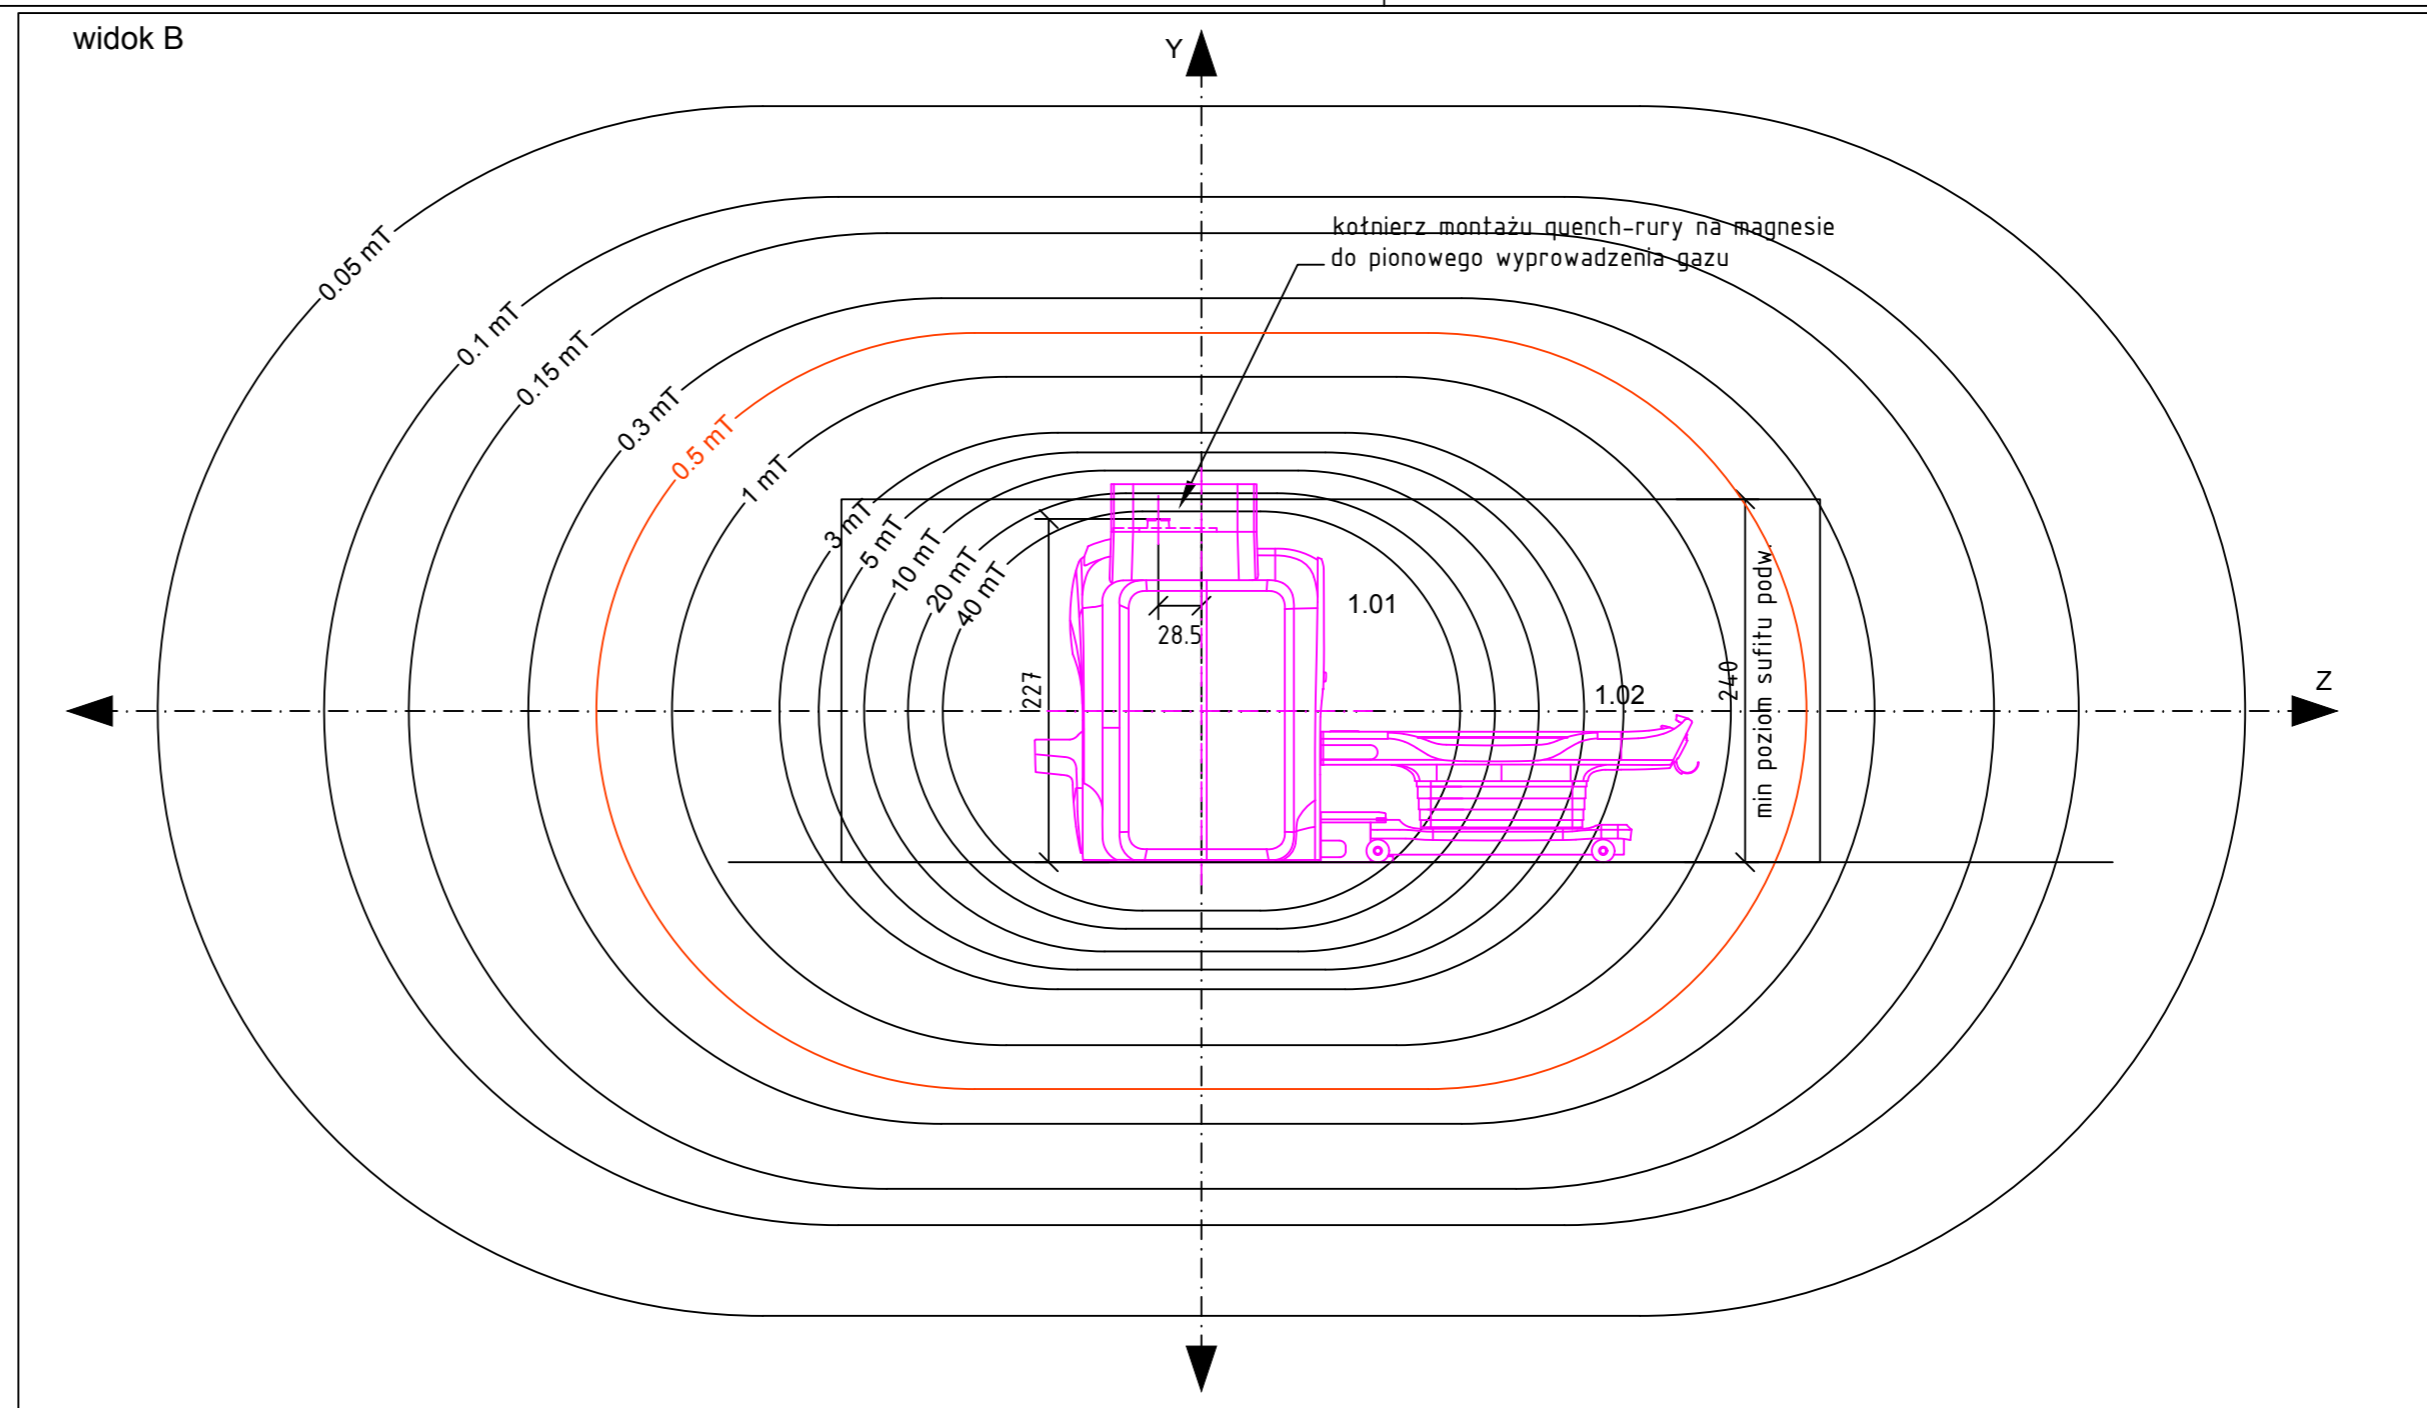 widok B
Y
kołnierz montażu quench-rury na magnesie
do pionowego wyprowadzenia gazu
0.05 mT
0.1 mT
0.15 mT
0.3 mT
0.5 mT
1 mT
3 mT
5 mT
10 mT
20 mT
40 mT
1.01
28.5
227
1.02
240
min poziom sufitu podw.
Z